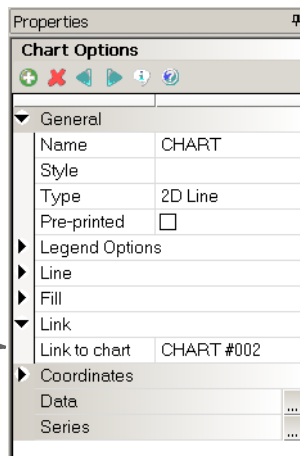 Properties
Chart Options
General
Name CHART
Style
Type 2D Line
Pre-printed
Legend Options
Line
Fill
Link
Link to chart CHART #002
Coordinates
Data ...
Series ...